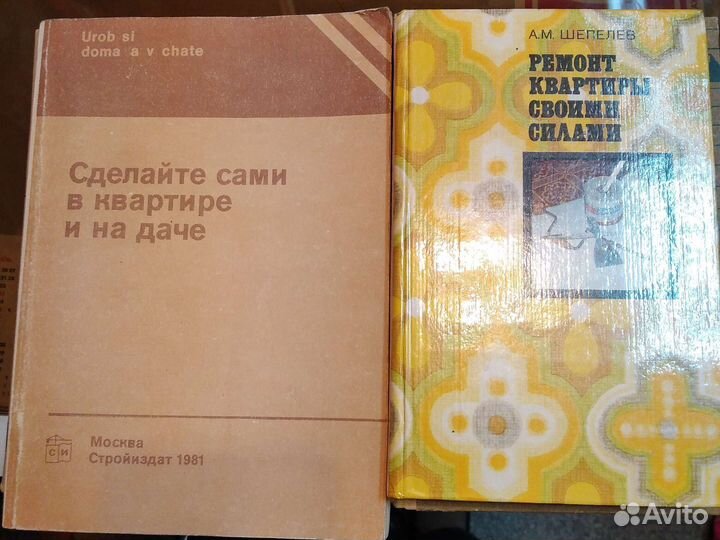 Urob si
doma a v chate
Сделайте сами
в квартире
и на даче
СИ
Москва
Стройиздат 1981
А.М. ШЕПЕЛЕВ
РЕМОНТ
КВАРТИРЫ
СВОИМИ
СИЛАМИ
Avito